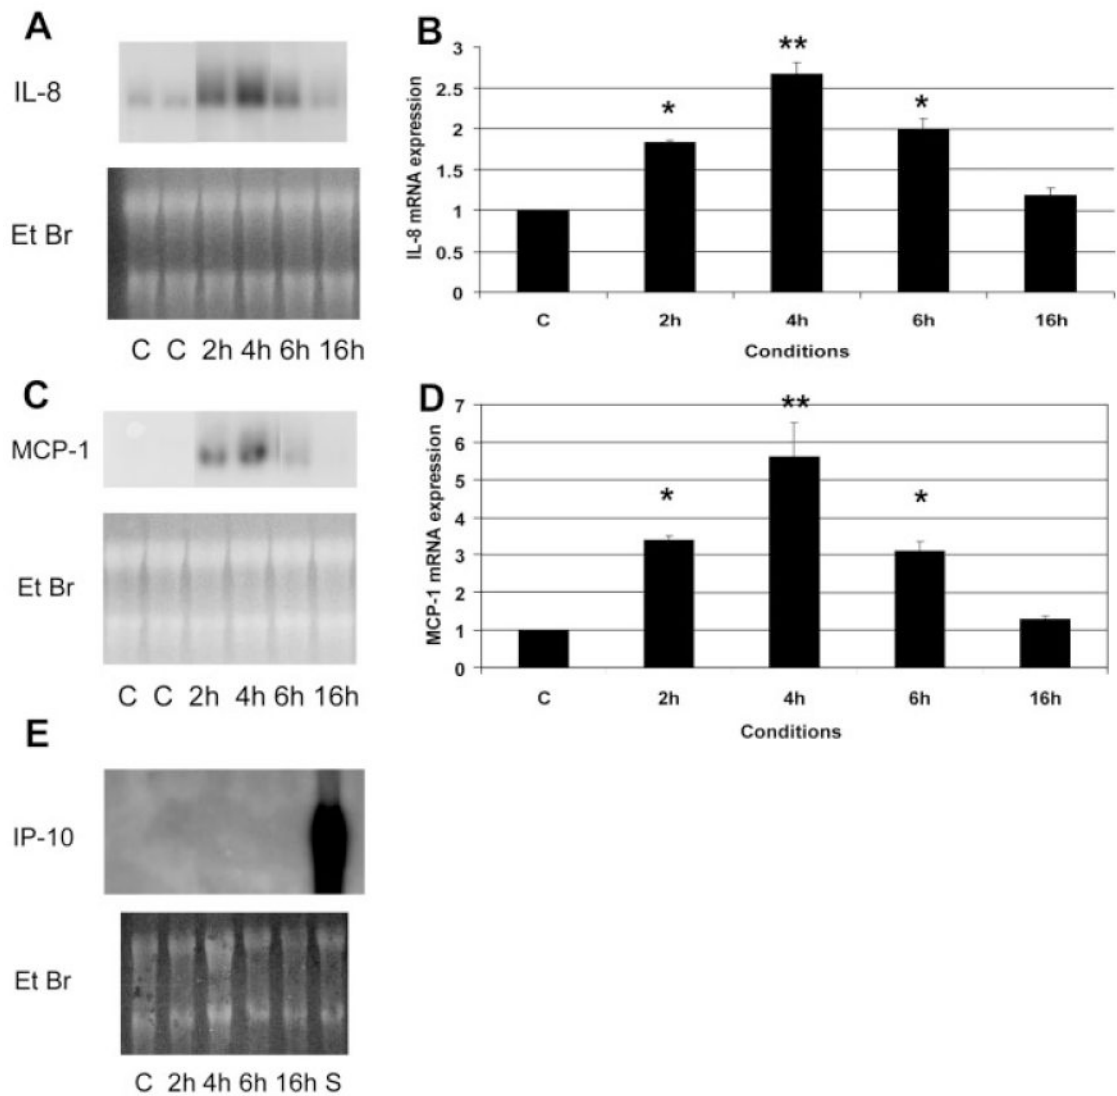 A
IL-8
Et Br
C C 2h 4h 6h 16h
B
IL-8 mRNA expression
3
2.5
2
1.5
1
0.5
0
*
**
*
C 2h 4h 6h 16h
Conditions
C
MCP-1
Et Br
C C 2h 4h 6h 16h
D
MCP-1 mRNA expression
7
6
5
4
3
2
1
0
*
**
*
C 2h 4h 6h 16h
Conditions
E
IP-10
Et Br
C 2h 4h 6h 16h S